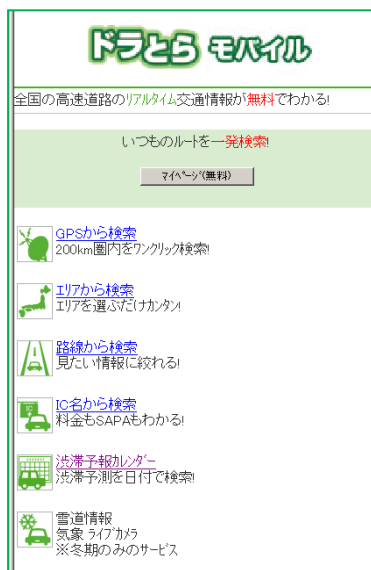 ドラとら モバイル
全国の高速道路のﾘｱﾙﾀｲﾑ交通情報が無料でわかる!
いつものルートを一発検索!
ﾏｲﾍﾟｰｼﾞ(無料)
GPSから検索
200km圏内をﾜﾝｸﾘｯｸ検索!
ｴﾘｱから検索
ｴﾘｱを選ぶだけｶﾝﾀﾝ!
路線から検索
見たい情報に絞れる!
IC名から検索
料金もSAPAもわかる!
渋滞予報ｶﾚﾝﾀﾞｰ
渋滞予測を日付で検索!
雪道情報
気象 ﾗｲﾌﾞｶﾒﾗ
※冬期のみのサービス